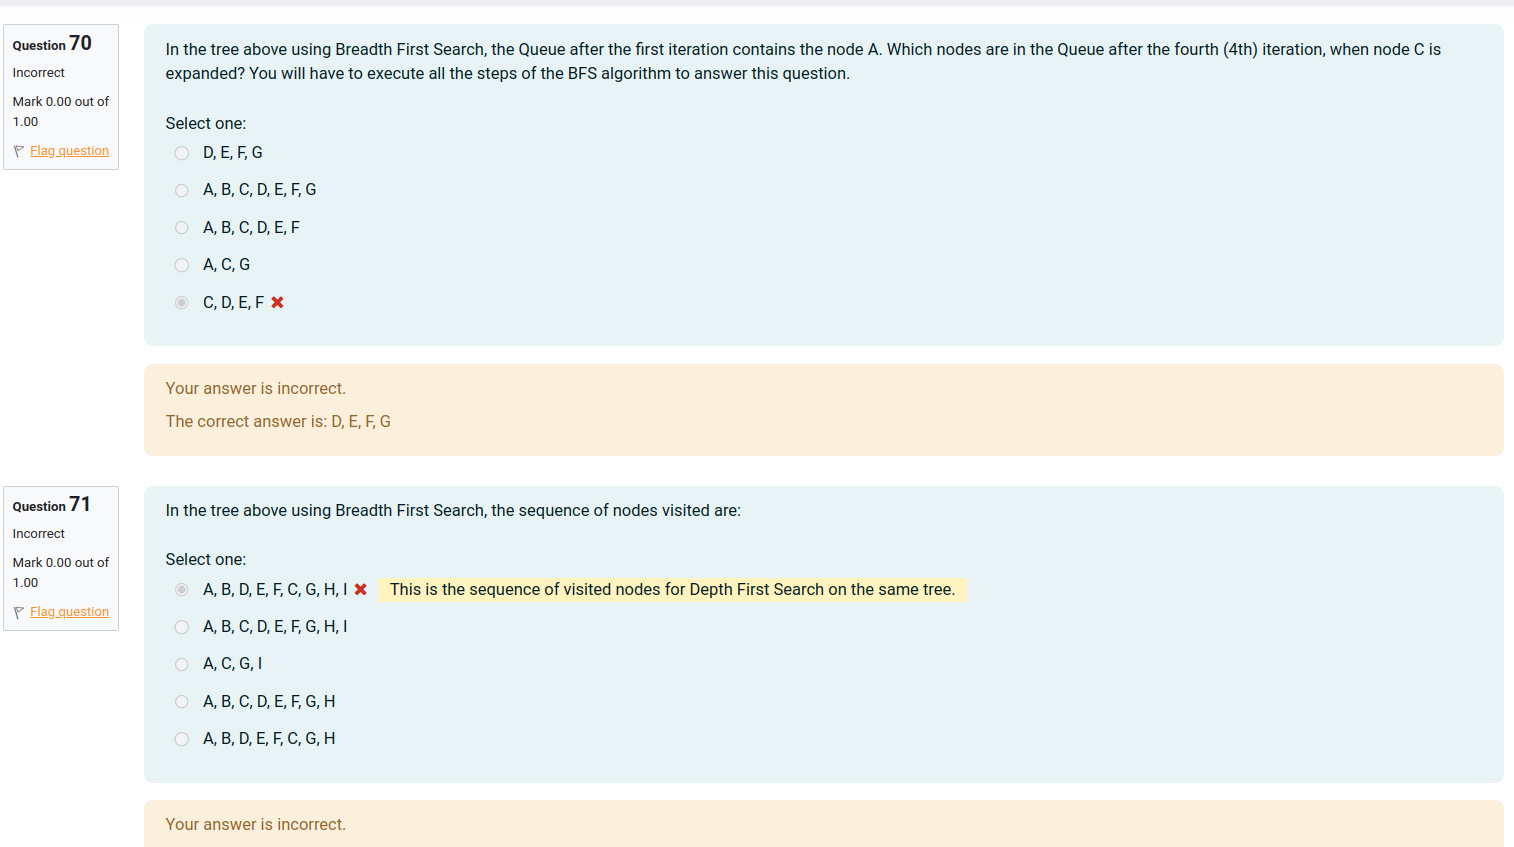 Question 70
Incorrect
Mark 0.00 out of
1.00
Flag question
In the tree above using Breadth First Search, the Queue after the first iteration contains the node A. Which nodes are in the Queue after the fourth (4th) iteration, when node C is
expanded? You will have to execute all the steps of the BFS algorithm to answer this question.
Select one:
D, E, F, G
A, B, C, D, E, F, G
A, B, C, D, E, F
A, C, G
C, D, E, F
Your answer is incorrect.
The correct answer is: D, E, F, G
Question 71
Incorrect
Mark 0.00 out of
1.00
Flag question
In the tree above using Breadth First Search, the sequence of nodes visited are:
Select one:
A, B, D, E, F, C, G, H, I This is the sequence of visited nodes for Depth First Search on the same tree.
A, B, C, D, E, F, G, H, I
A, C, G, I
A, B, C, D, E, F, G, H
A, B, D, E, F, C, G, H
Your answer is incorrect.